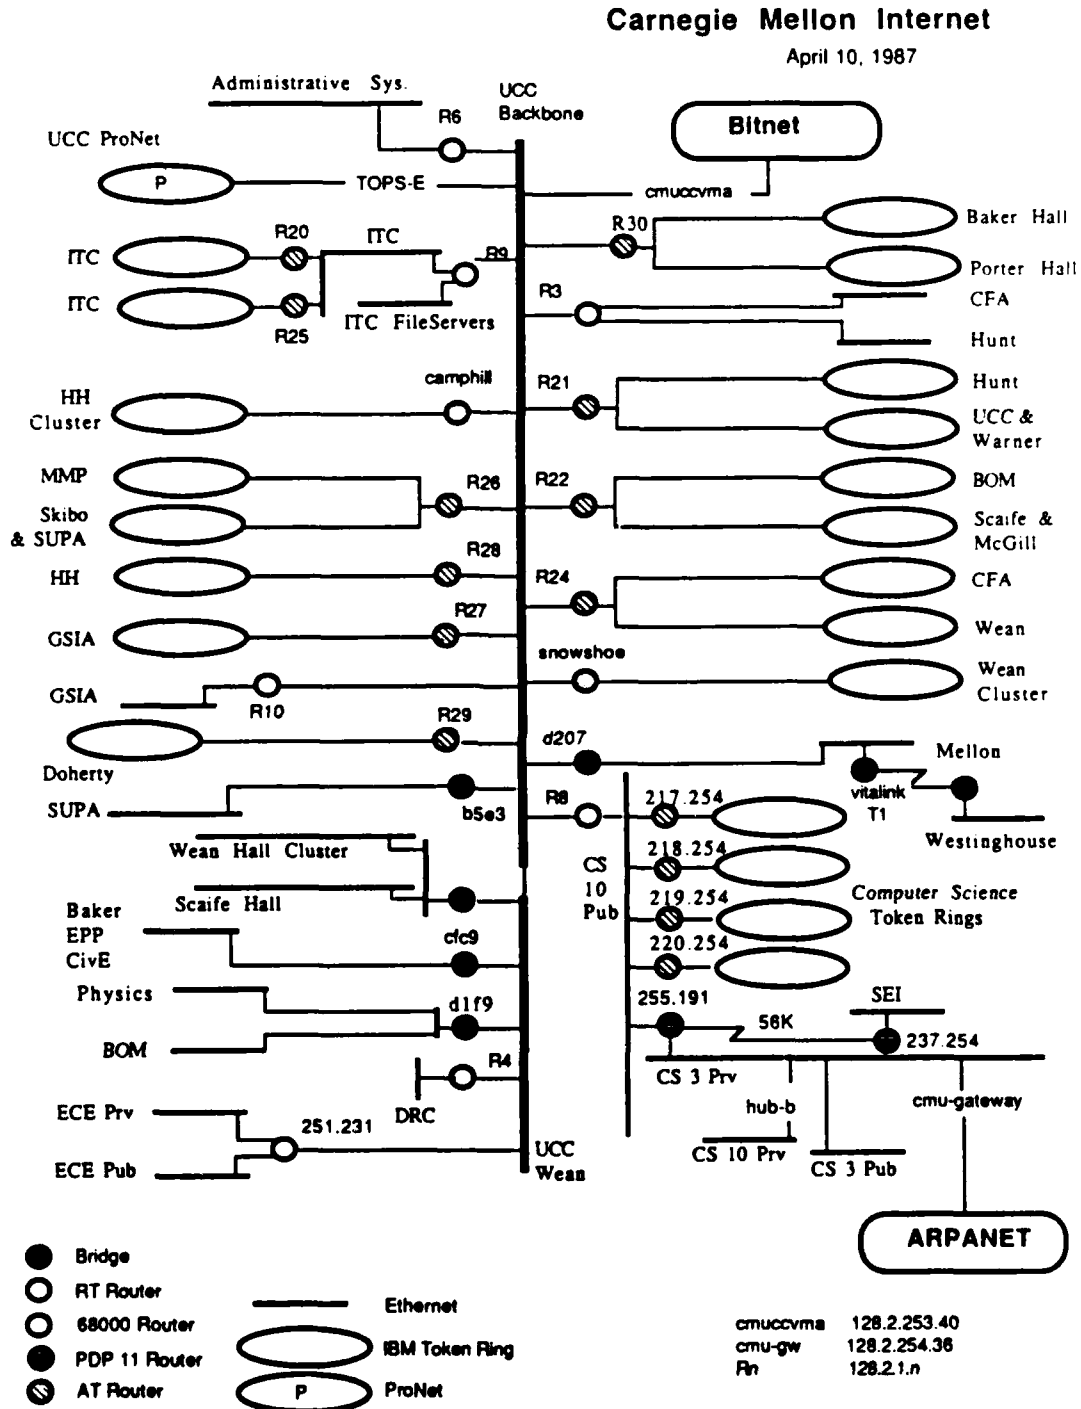 Carnegie Mellon Internet
April 10, 1987
Administrative Sys.
UCC
Backbone
R6
Bitnet
UCC ProNet
P
TOPS-E
cmuccvma
R20
ITC
R9
R30
Baker Hall
ITC
Porter Hall
R3
CFA
ITC
R25
ITC FileServers
Hunt
camphill
R21
Hunt
HH
Cluster
UCC &
Warner
MMP
R26
R22
BOM
Skibo
& SUPA
Scaife &
McGill
R28
HH
R24
CFA
R27
GSIA
Wean
snowshoe
GSIA
R10
Wean
Cluster
R29
d207
Doherty
Mellon
vitalink
T1
Westinghouse
SUPA
b5e3
R8
217.254
Wean Hall Cluster
218.254
CS
10
Pub
Scaife Hall
219.254
Computer Science
Token Rings
Baker
EPP
CivE
cfc9
220.254
Physics
255.191
SEI
d1f9
56K
237.254
BOM
R4
CS 3 Prv
DRC
hub-b
cmu-gateway
ECE Prv
251.231
CS 10 Prv
CS 3 Pub
ECE Pub
UCC
Wean
ARPANET
Bridge
RT Router
68000 Router
PDP 11 Router
AT Router
Ethernet
IBM Token Ring
P
ProNet
cmuccvma 128.2.253.40
cmu-gw 128.2.254.36
Rn 128.2.1.n